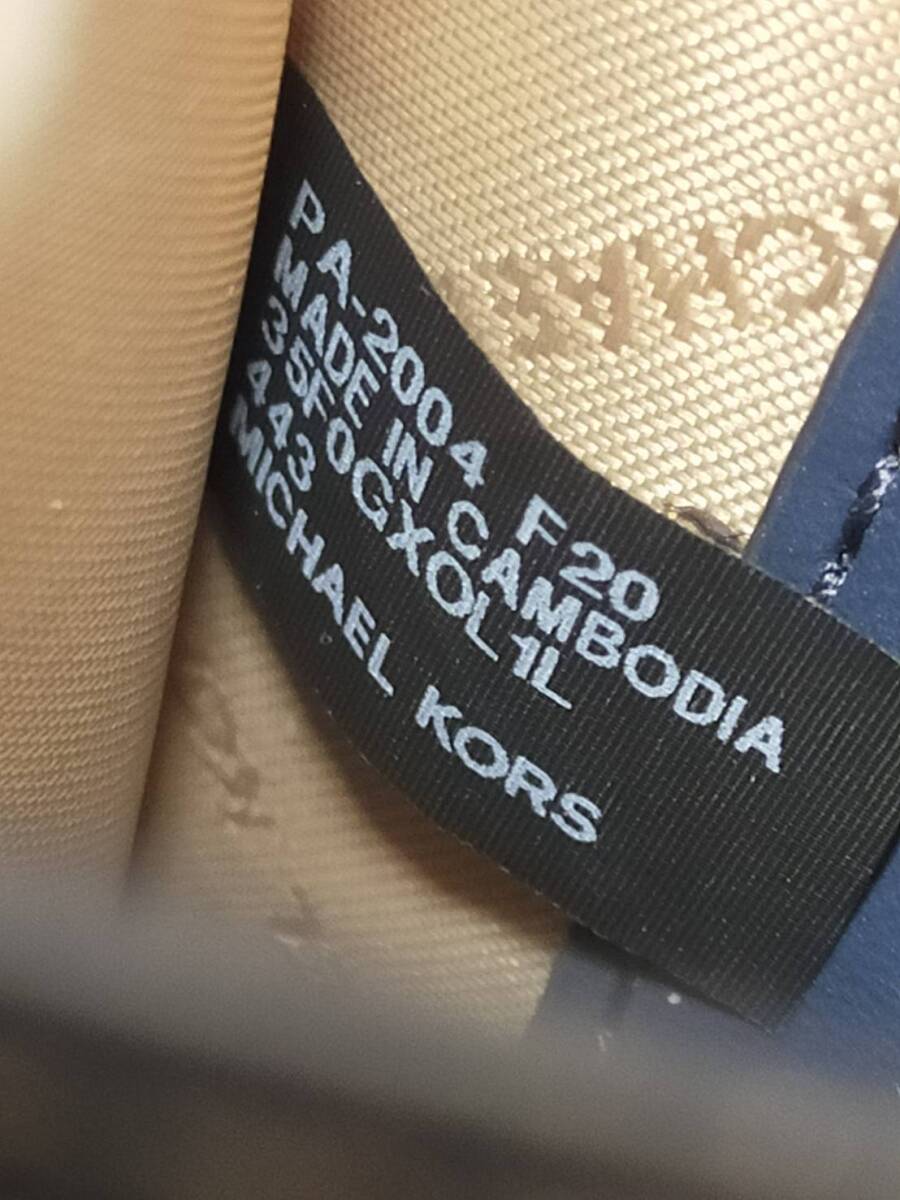 PA-2004 F20
MADE IN CAMBODIA
35F0GXOL1L
443
MICHAEL KORS